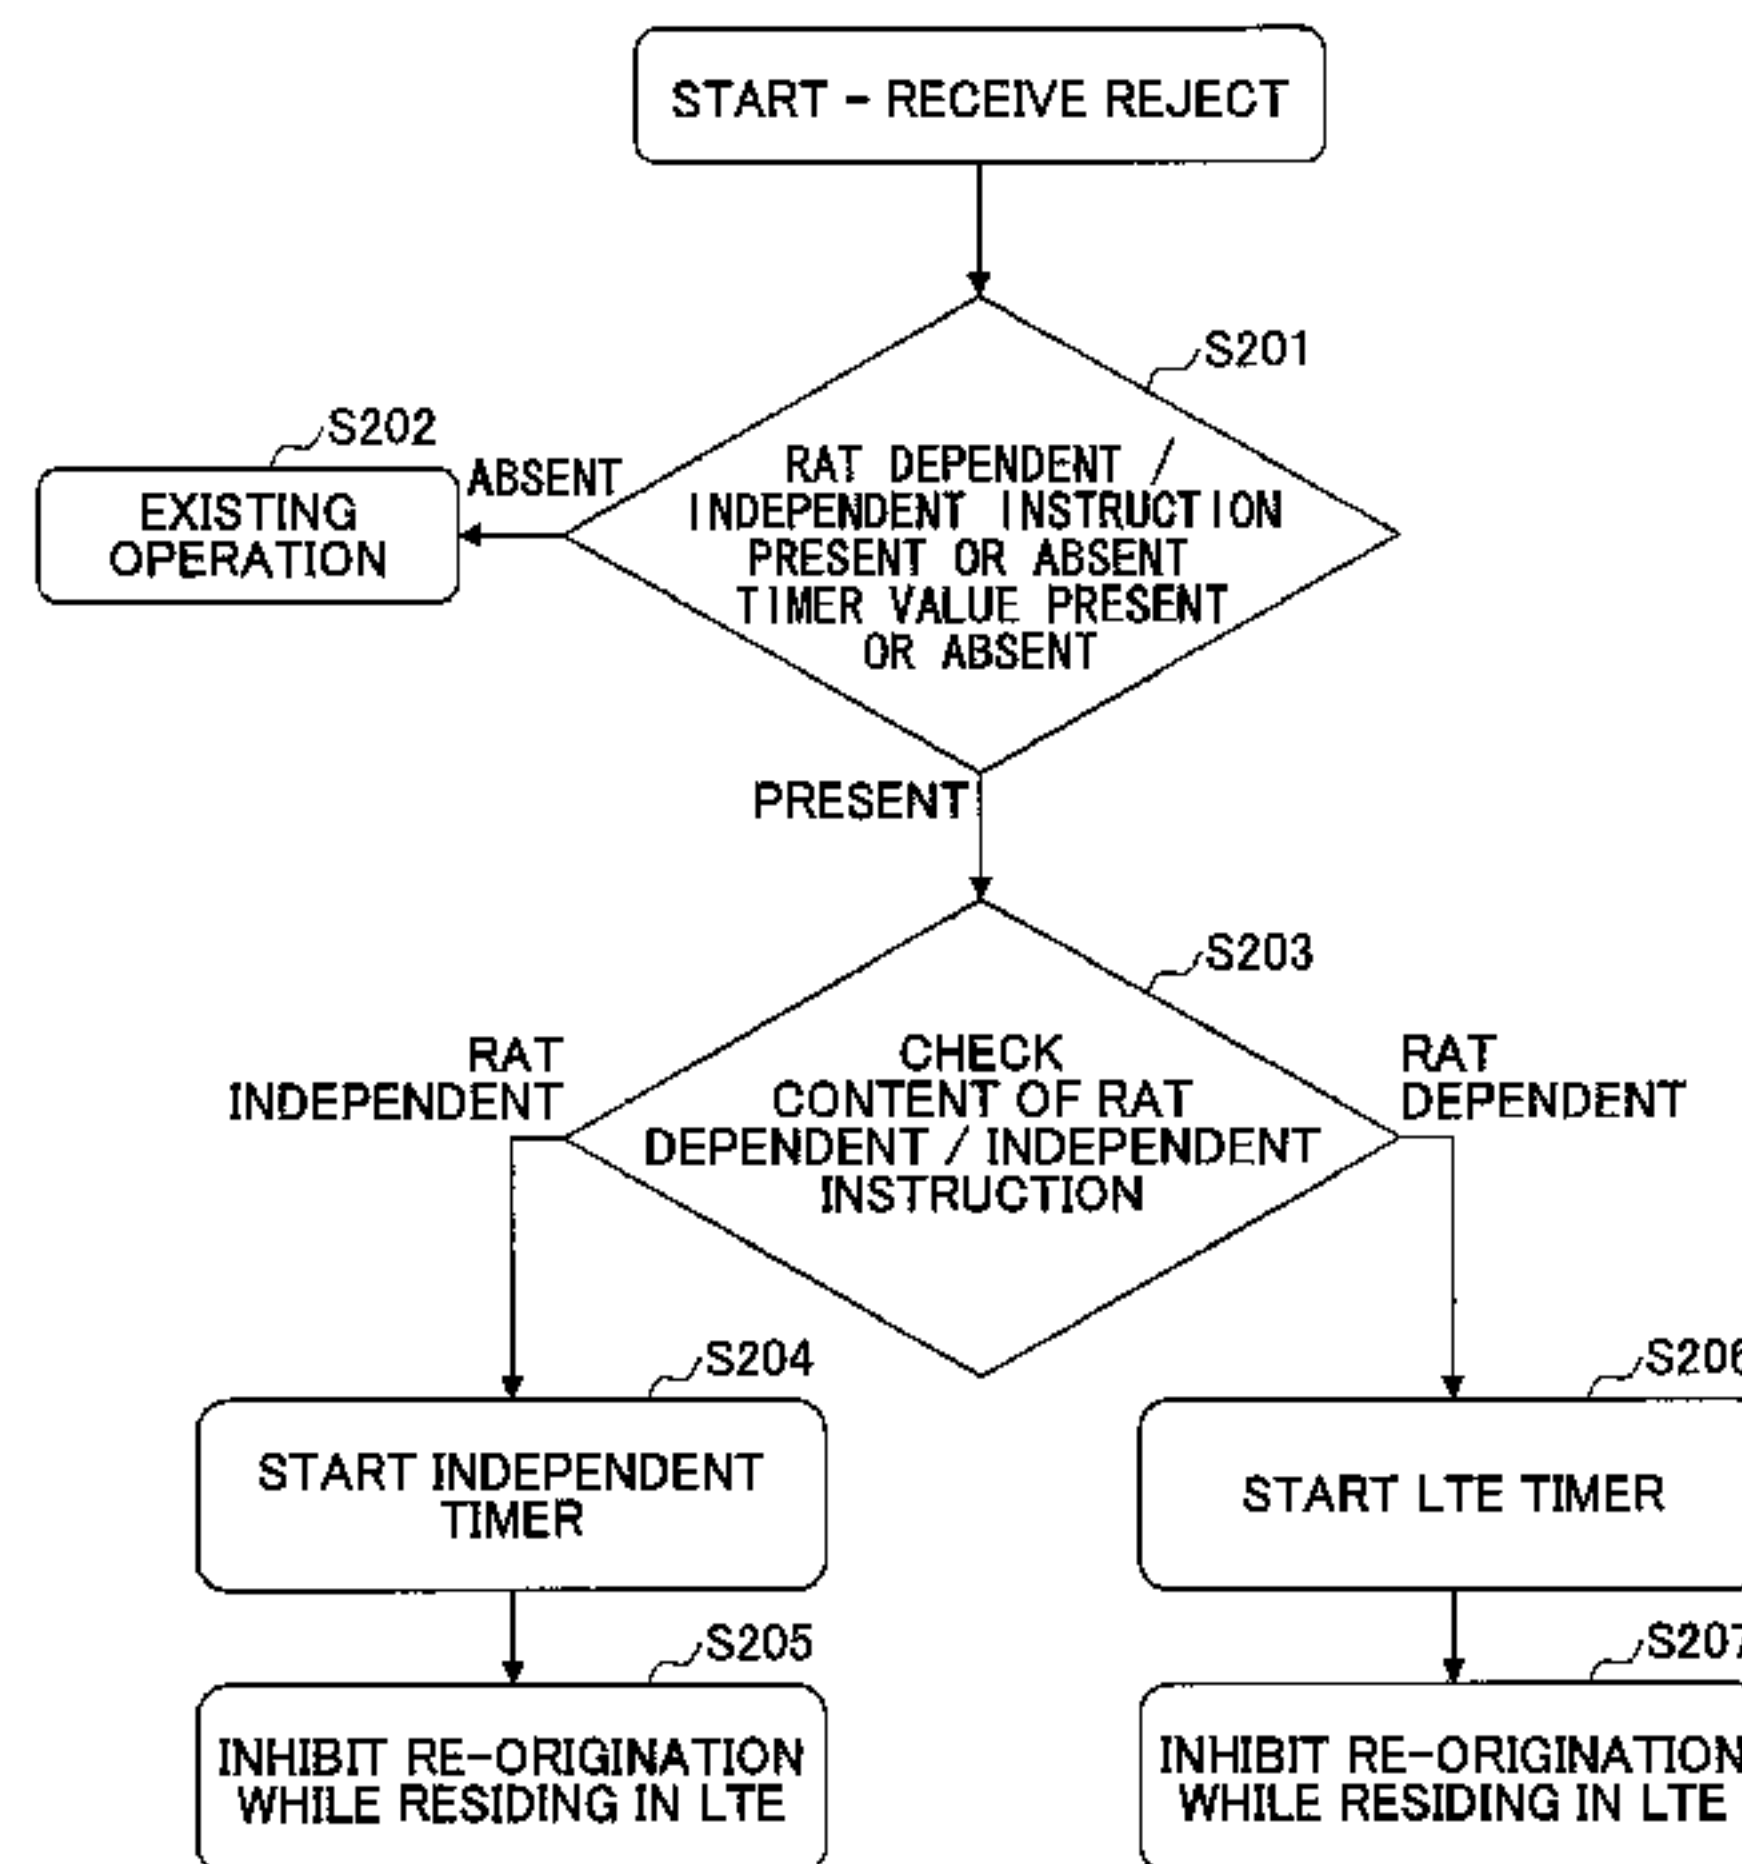 START - RECEIVE REJECT
S201
S202
ABSENT
EXISTING
OPERATION
RAT DEPENDENT /
INDEPENDENT INSTRUCTION
PRESENT OR ABSENT
TIMER VALUE PRESENT
OR ABSENT
PRESENT
S203
RAT
INDEPENDENT
CHECK
CONTENT OF RAT
DEPENDENT / INDEPENDENT
INSTRUCTION
RAT
DEPENDENT
S204
START INDEPENDENT
TIMER
S206
START LTE TIMER
S205
INHIBIT RE-ORIGINATION
WHILE RESIDING IN LTE
S207
INHIBIT RE-ORIGINATION
WHILE RESIDING IN LTE